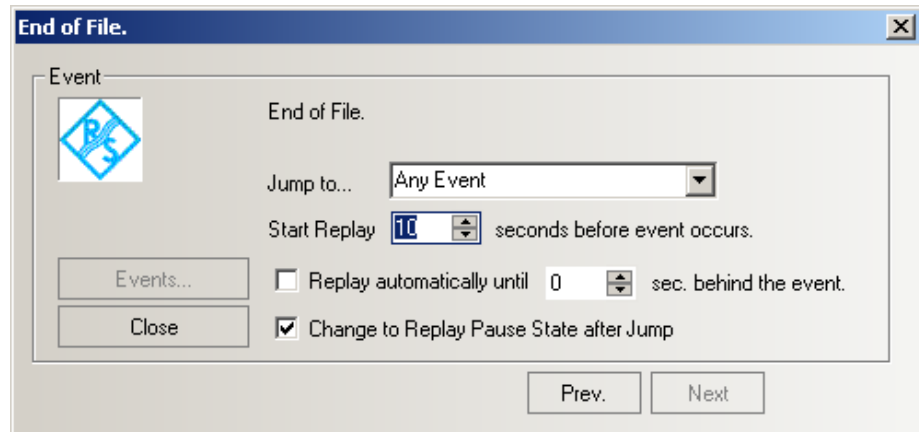 End of File.
Event
R S
End of File.
Jump to... Any Event
Start Replay 10 seconds before event occurs.
Events... Replay automatically until 0 sec. behind the event.
Close Change to Replay Pause State after Jump
Prev. Next